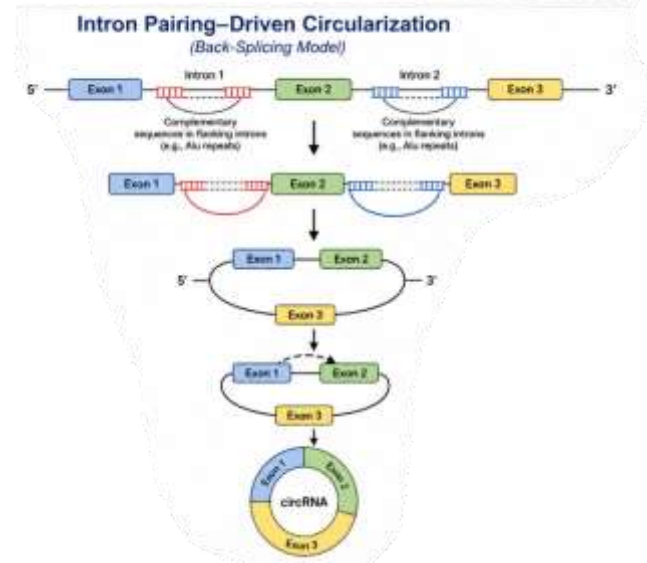 Intron Pairing–Driven Circularization
(Back-Splicing Model)
Intron 1
Intron 2
5′ Exon 1 Exon 2 Exon 3 3′
Complementary
sequences in flanking introns
(e.g., Alu repeats)
Complementary
sequences in flanking introns
(e.g., Alu repeats)
Exon 1 Exon 2 Exon 3
Exon 1 Exon 2
5′ 3′
Exon 3
Exon 1 Exon 2
Exon 3
Exon 1
Exon 2
circRNA
Exon 3